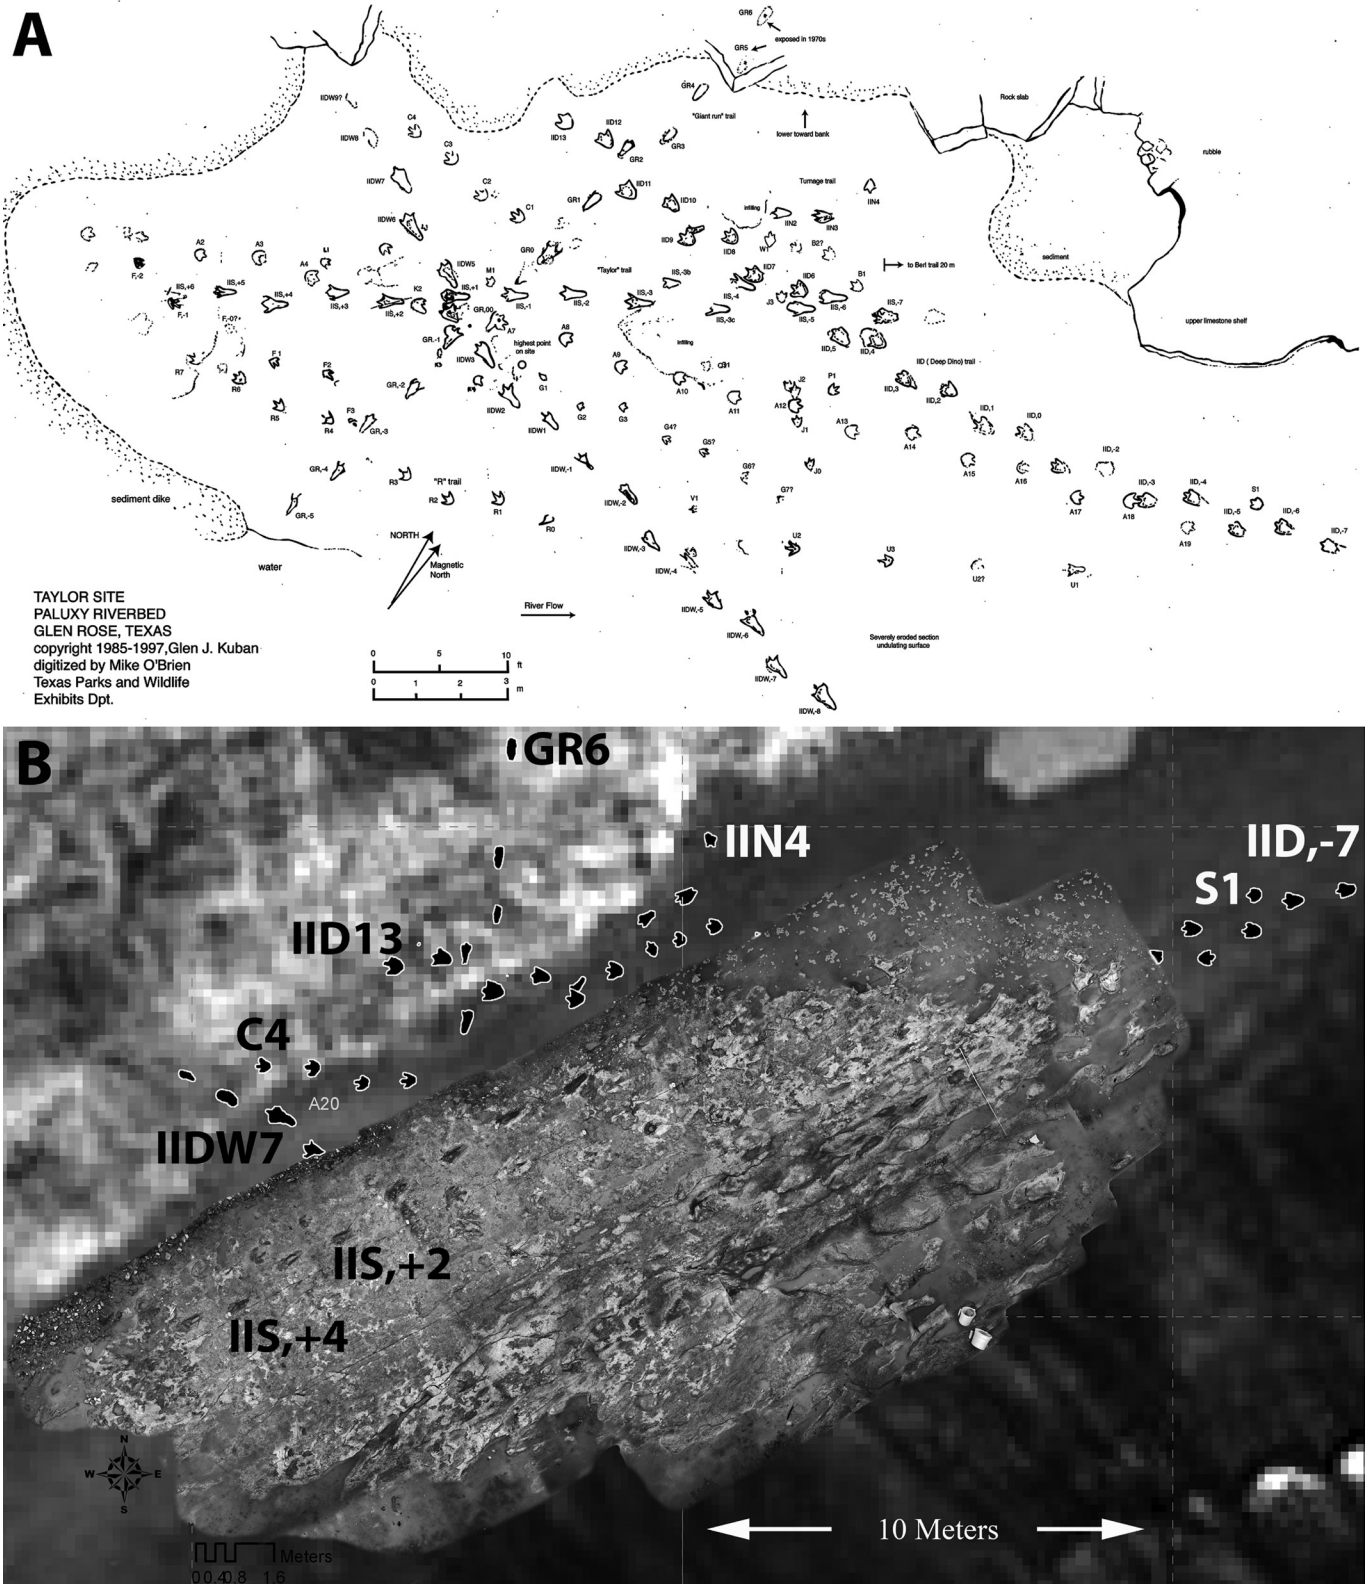 A
GR6
exposed in 1970s
GR5
GR4
"Giant run" trail
lower toward bank
Rock slab
rubble
IIDW9?
C4
IID13
IID12
IIDW8
C3
GR2
GR3
IIDW7
C2
IID11
Turnage trail
IIN4
GR1
IID10
infilling
IIDW6
C1
IIN2
IIN3
IID9
IID8
W1
B2?
A2
A3
L1
GR0
sediment
A4
IIDW5
M1
"Taylor" trail
IIS,-3b
IID7
IID6
B1
to Berl trail 20 m
F,-2
IIS,+6
IIS,+5
IIS,+4
IIS,+3
IIS,+2
K2
IIS,+1
IIS,-1
IIS,-2
IIS,-3
IIS,-4
J3
IIS,-6
IIS,-7
F,-1
F,-0?
GR,00
A7
IIS,-3c
IIS,-5
upper limestone shelf
GR,-1
A8
infilling
IID,5
IID,4
highest point
on site
IIDW3
K3
R7
F1
F2
A9
IID ( Deep Dino) trail
R6
GR,-2
K9
G1
A10
J2
P1
IID,3
IID,2
IIDW2
A11
A12
R5
F3
G2
G3
J1
A13
IID,1
IID,0
R4
GR,-3
IIDW1
G4?
A14
G5?
IID,-2
GR,-4
R3
"R" trail
IIDW,-1
G6?
J0
A15
A16
IID,-3
IID,-4
S1
sediment dike
GR,-5
R2
R1
IIDW,-2
V1
G7?
A17
A18
IID,-5
IID,-6
R0
A19
IID,-7
NORTH
Magnetic
North
IIDW,-3
U2
U3
water
IIDW,-4
U2?
U1
TAYLOR SITE
PALUXY RIVERBED
GLEN ROSE, TEXAS
copyright 1985-1997,Glen J. Kuban
digitized by Mike O'Brien
Texas Parks and Wildlife
Exhibits Dpt.
River Flow
IIDW,-5
IIDW,-6
Severely eroded section
undulating surface
0 5 10
ft
0 1 2 3
m
IIDW,-7
IIDW,-8
B
GR6
IIN4
IID,-7
S1
IID13
C4
A20
IIDW7
IIS,+2
IIS,+4
N
W E
S
10 Meters
Meters
00.40.8 1.6